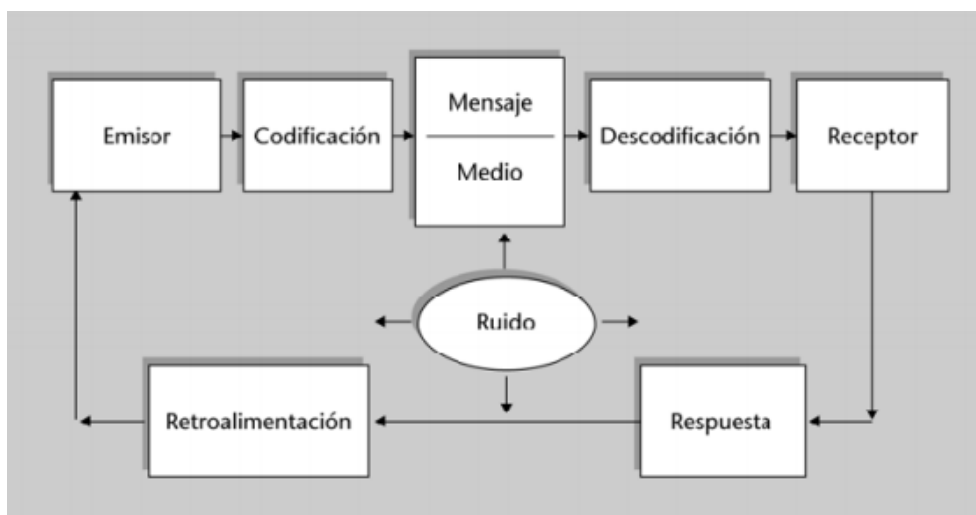 Emisor
Codificación
Mensaje
Medio
Descodificación
Receptor
Ruido
Retroalimentación
Respuesta